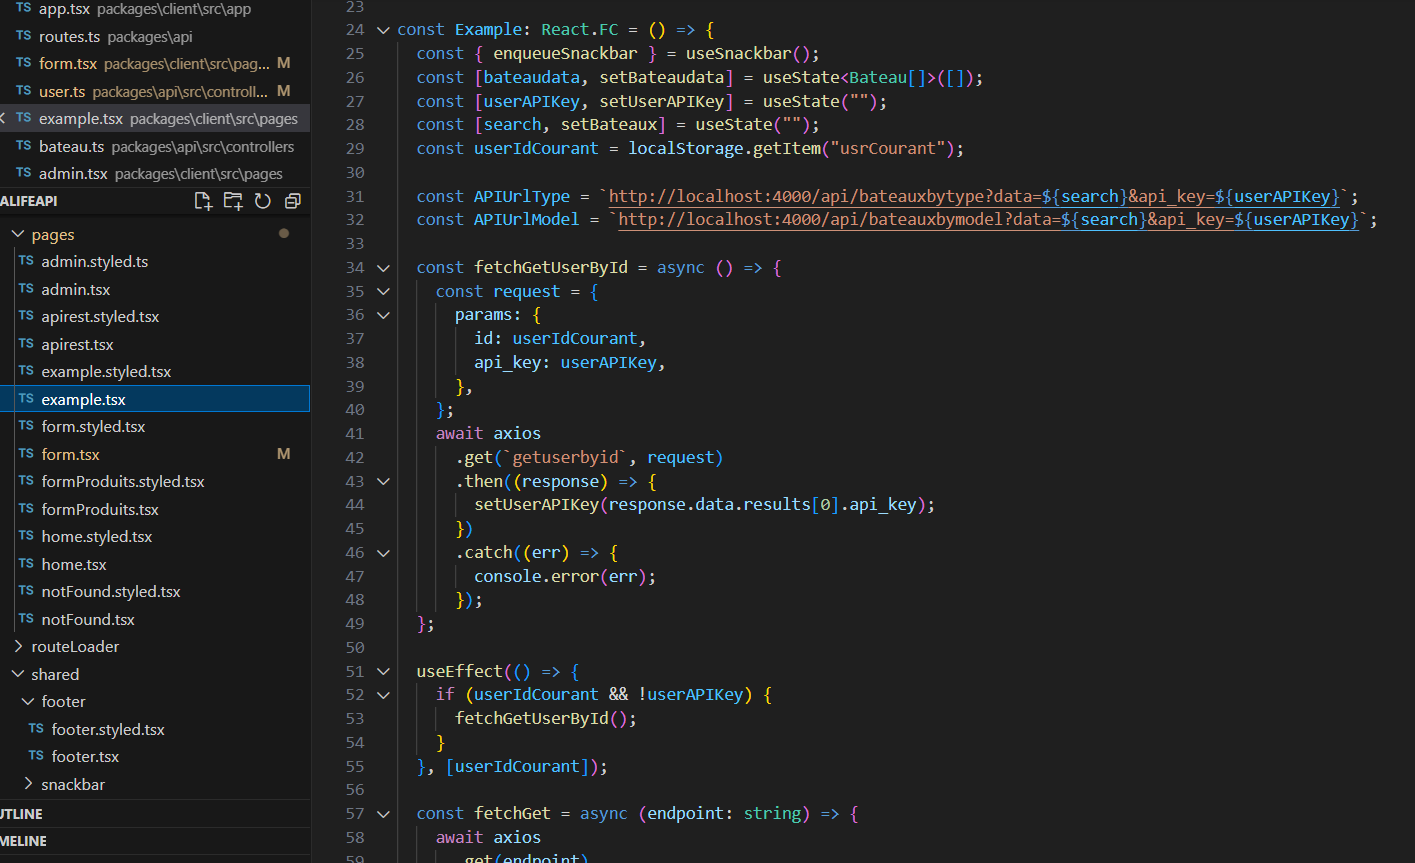 TS app.tsx packages\client\src\app
TS routes.ts packages\api
TS form.tsx packages\client\src\pag... M
TS user.ts packages\api\src\controll... M
TS example.tsx packages\client\src\pages
TS bateau.ts packages\api\src\controllers
TS admin.tsx packages\client\src\pages
ALIFEAPI
pages
TS admin.styled.ts
TS admin.tsx
TS apirest.styled.tsx
TS apirest.tsx
TS example.styled.tsx
TS example.tsx
TS form.styled.tsx
TS form.tsx M
TS formProduits.styled.tsx
TS formProduits.tsx
TS home.styled.tsx
TS home.tsx
TS notFound.styled.tsx
TS notFound.tsx
routeLoader
shared
footer
TS footer.styled.tsx
TS footer.tsx
snackbar
UTLINE
MELINE
23
24 const Example: React.FC = () => {
25 const { enqueueSnackbar } = useSnackbar();
26 const [bateaudata, setBateaudata] = useState<Bateau[]>([]);
27 const [userAPIKey, setUserAPIKey] = useState("");
28 const [search, setBateaux] = useState("");
29 const userIdCourant = localStorage.getItem("usrCourant");
30
31 const APIUrlType = `http://localhost:4000/api/bateauxbytype?data=${search}&api_key=${userAPIKey}`;
32 const APIUrlModel = `http://localhost:4000/api/bateauxbymodel?data=${search}&api_key=${userAPIKey}`;
33
34 const fetchGetUserById = async () => {
35 const request = {
36 params: {
37 id: userIdCourant,
38 api_key: userAPIKey,
39 },
40 };
41 await axios
42 .get(`getuserbyid`, request)
43 .then((response) => {
44 setUserAPIKey(response.data.results[0].api_key);
45 })
46 .catch((err) => {
47 console.error(err);
48 });
49 };
50
51 useEffect(() => {
52 if (userIdCourant && !userAPIKey) {
53 fetchGetUserById();
54 }
55 }, [userIdCourant]);
56
57 const fetchGet = async (endpoint: string) => {
58 await axios
59 .get(endpoint)